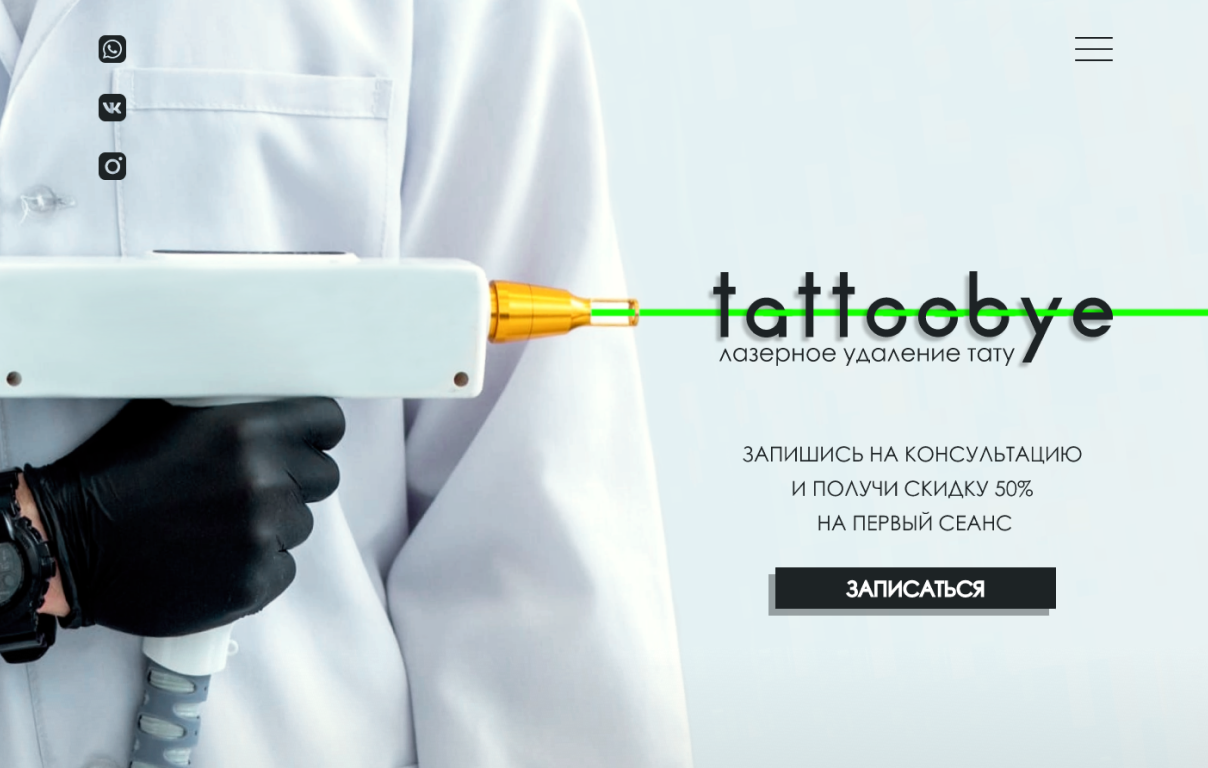 tattoobye
лазерное удаление тату
ЗАПИШИСЬ НА КОНСУЛЬТАЦИЮ
И ПОЛУЧИ СКИДКУ 50%
НА ПЕРВЫЙ СЕАНС
ЗАПИСАТЬСЯ